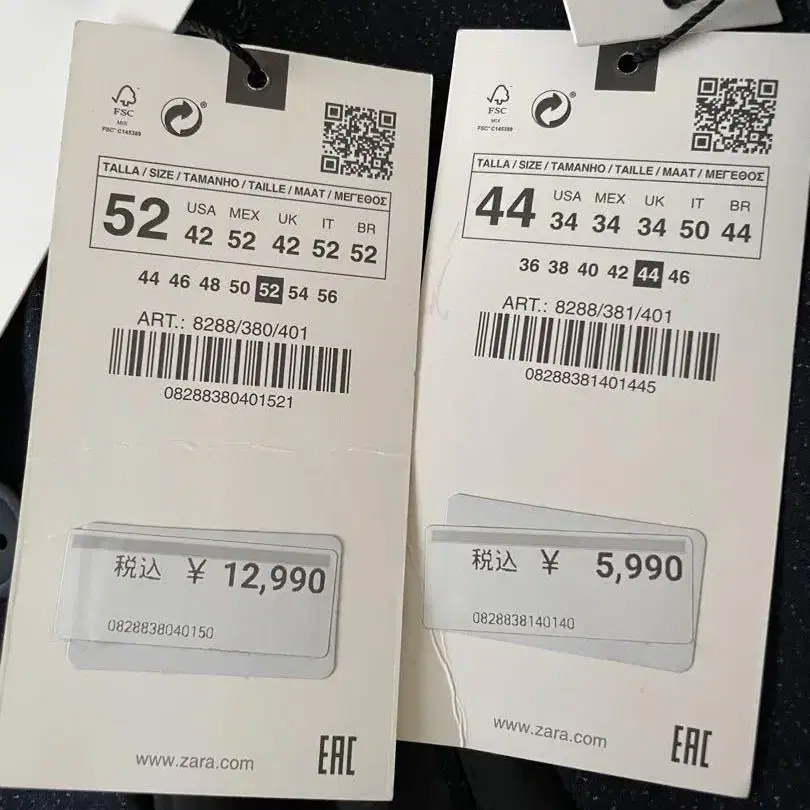 FSC
MIX
FSC® C145389
®
TALLA / SIZE / TAMANHO / TAILLE / MAAT / ΜΕΓΕΘΟΣ
52
USA MEX UK IT BR
42 52 42 52 52
44 46 48 50 52 54 56
ART.: 8288/380/401
08288380401521
税込 ¥ 12,990
0828838040150
www.zara.com
EAC
FSC
MIX
FSC® C145389
®
TALLA / SIZE / TAMANHO / TAILLE / MAAT / ΜΕΓΕΘΟΣ
44
USA MEX UK IT BR
34 34 34 50 44
36 38 40 42 44 46
ART.: 8288/381/401
08288381401445
税込 ¥ 5,990
0828838140140
www.zara.com
EAC